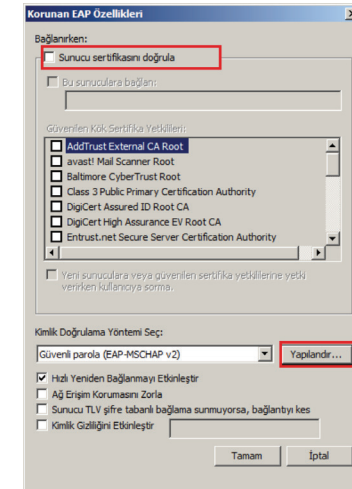 Korunan EAP Özellikleri
Bağlanırken:
Sunucu sertifikasını doğrula
Bu sunuculara bağlan:
Güvenilen Kök Sertifika Yetkilileri:
AddTrust External CA Root
avast! Mail Scanner Root
Baltimore CyberTrust Root
Class 3 Public Primary Certification Authority
DigiCert Assured ID Root CA
DigiCert High Assurance EV Root CA
Entrust.net Secure Server Certification Authority
Yeni sunuculara veya güvenilen sertifika yetkililerine yetki
verirken kullanıcıya sorma.
Kimlik Doğrulama Yöntemi Seç:
Güvenli parola (EAP-MSCHAP v2)
Yapılandır...
Hızlı Yeniden Bağlanmayı Etkinleştir
Ağ Erişim Korumasını Zorla
Sunucu TLV şifre tabanlı bağlama sunmuyorsa, bağlantıyı kes
Kimlik Gizliliğini Etkinleştir
Tamam
İptal